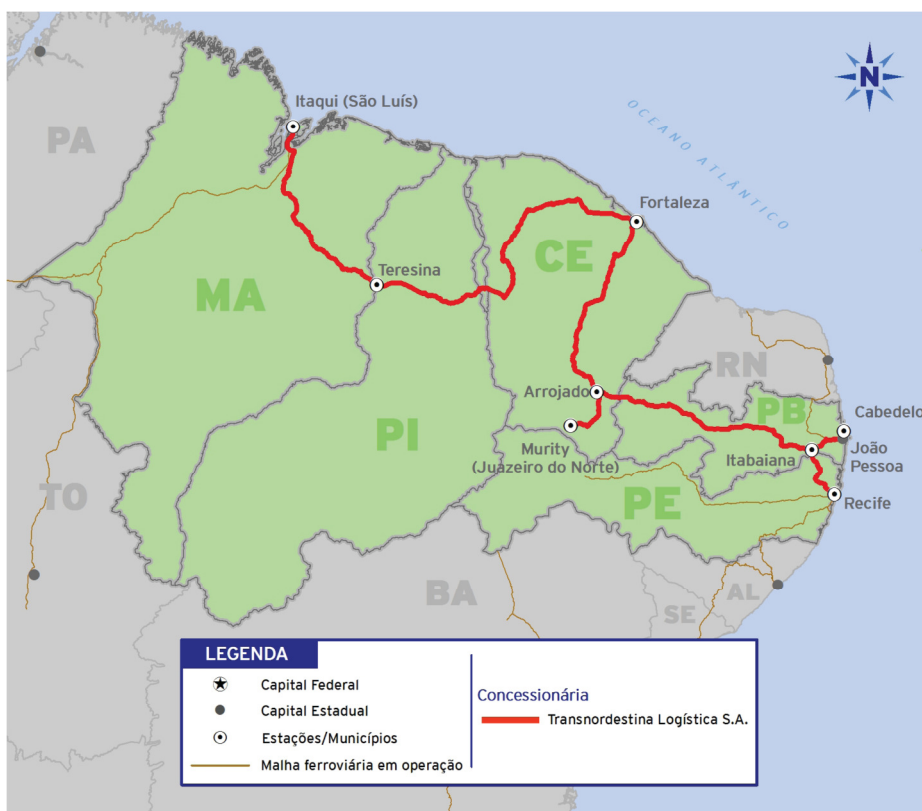 N
OCEANO ATLÂNTICO
PA
Itaqui (São Luís)
Fortaleza
CE
Teresina
MA
RN
Arrojado
PB
Cabedelo
PI
Murity
(Juazeiro do Norte)
Itabaiana
João
Pessoa
TO
PE
Recife
BA
AL
SE
LEGENDA
Capital Federal
Capital Estadual
Estações/Municípios
Malha ferroviária em operação
Concessionária
Transnordestina Logística S.A.